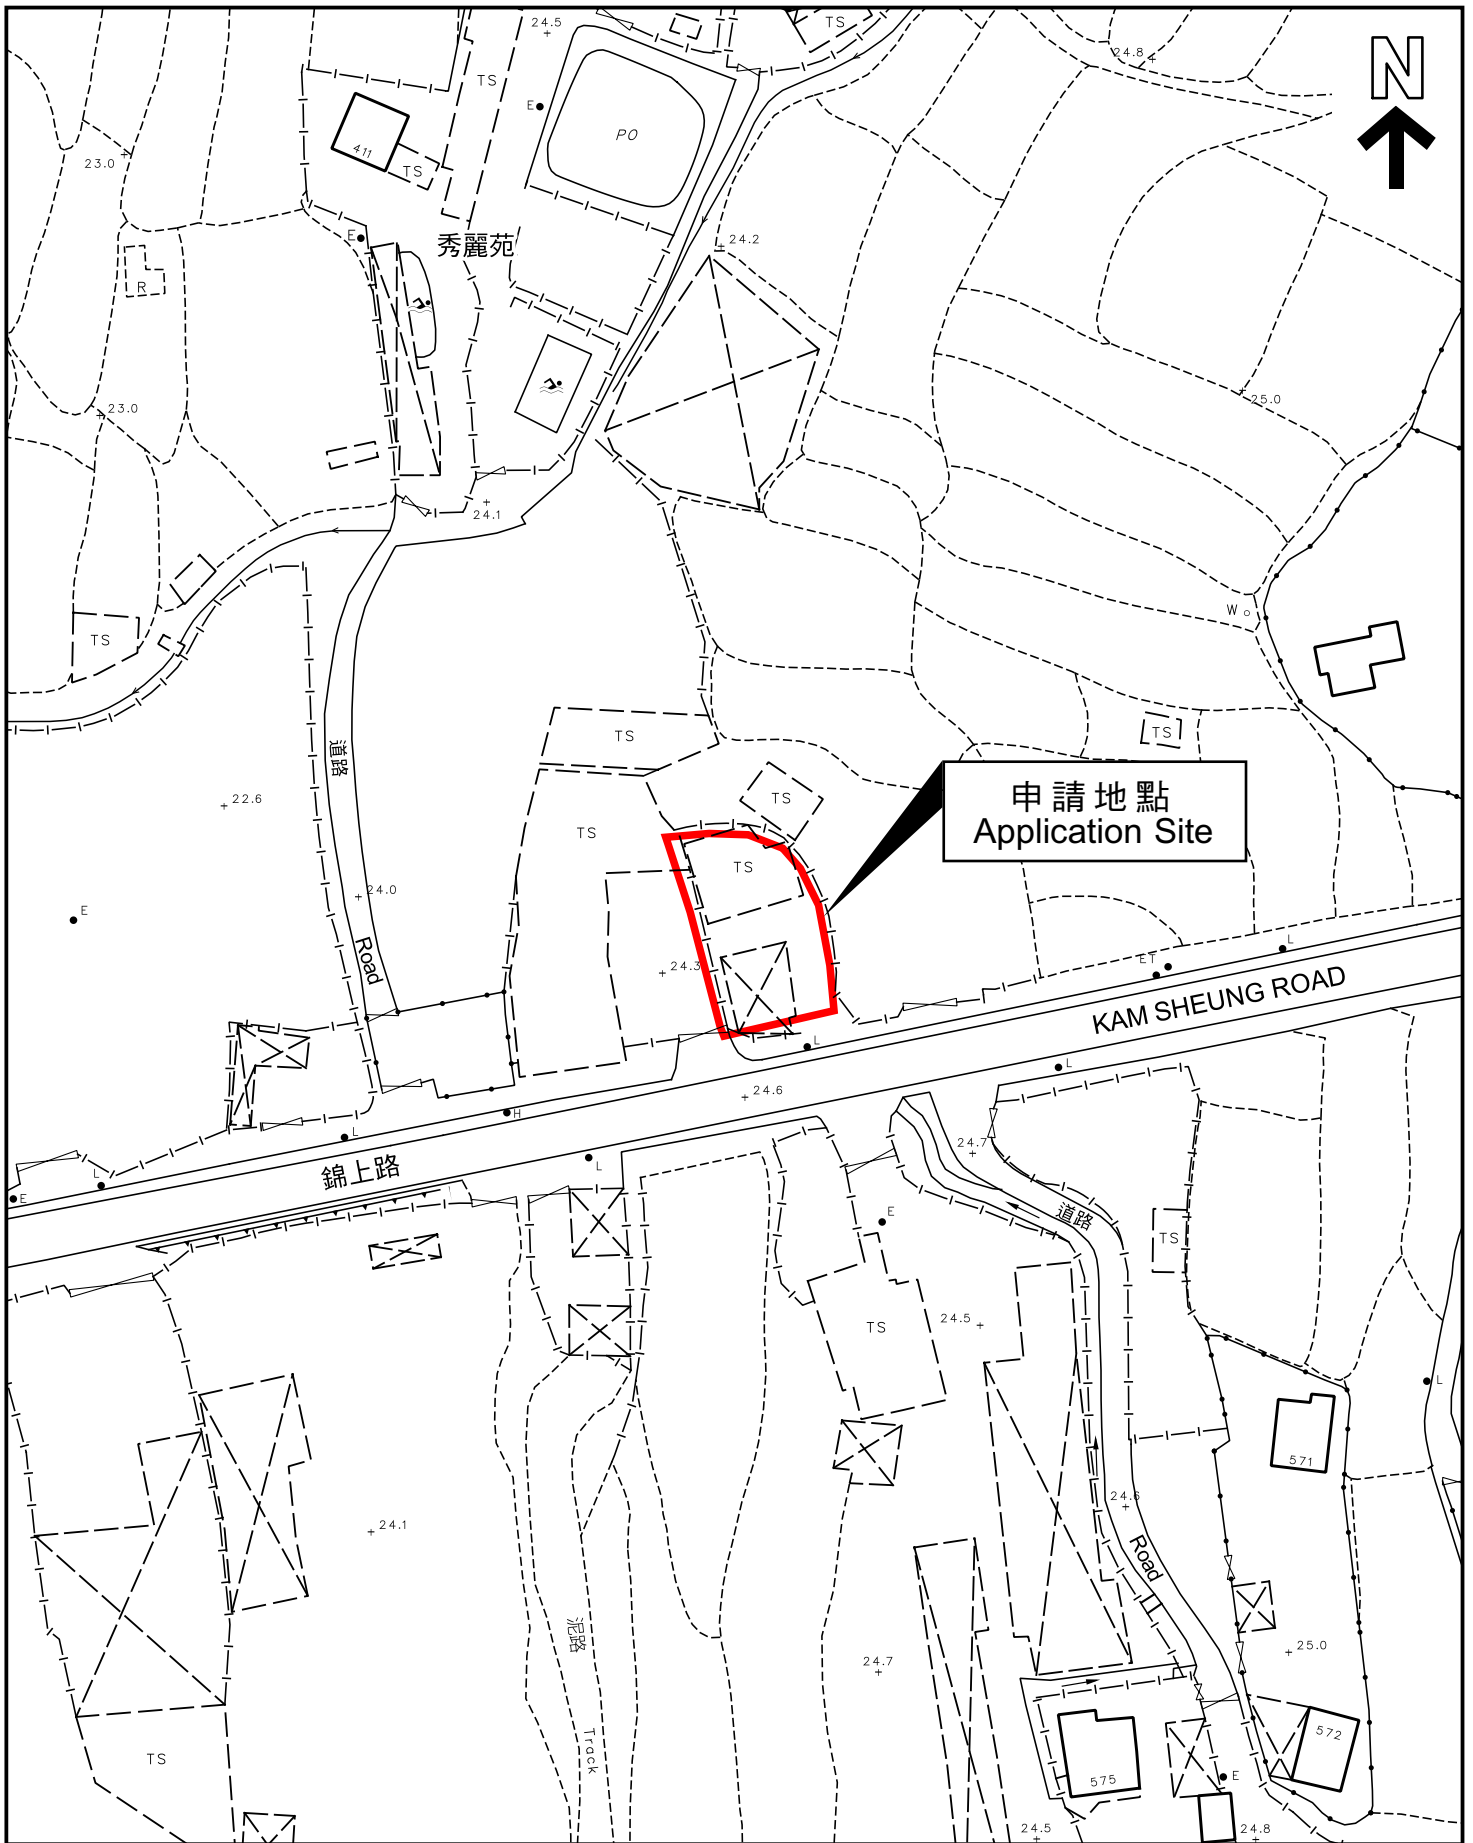 24.5
TS
24.8
N
TS
E
PO
411
TS
23.0
秀麗苑
E
24.2
R
25.0
23.0
24.1
W
TS
TS
道路
TS
22.6
TS
申請地點
Application Site
TS
TS
24.0
E
Road
24.3
L
ET
KAM SHEUNG ROAD
L
L
24.6
H
L
24.7
錦上路
L
L
E
E
道路
TS
24.5
TS
L
571
24.6
24.1
Road
泥路
25.0
24.7
572
Track
TS
575
E
24.5
24.8